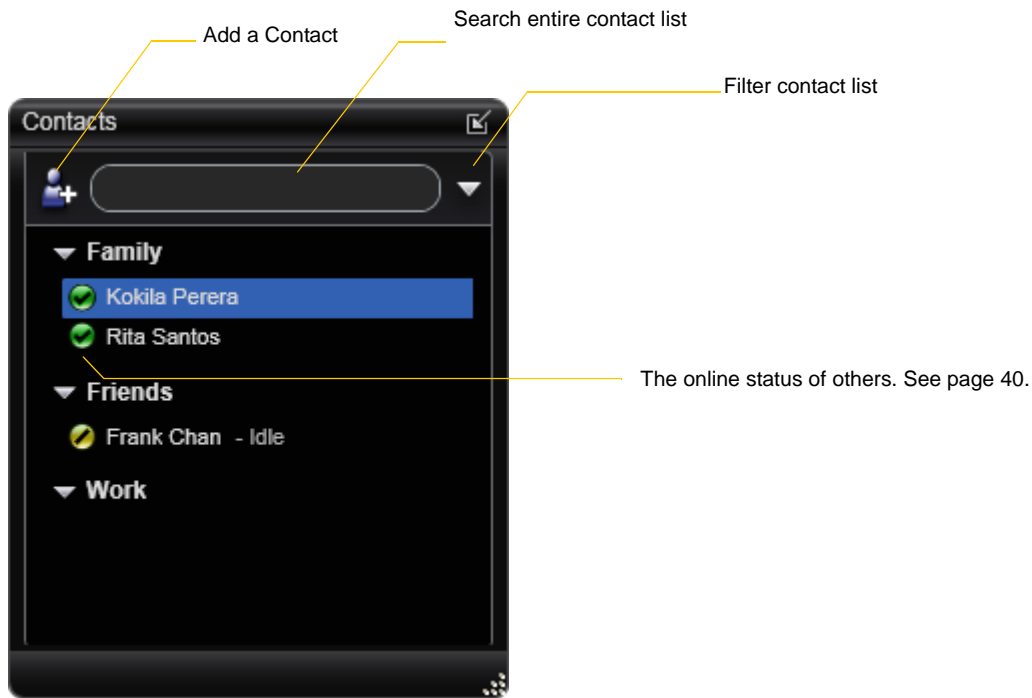 Search entire contact list
Add a Contact
Filter contact list
Contacts
Family
Kokila Perera
Rita Santos
The online status of others. See page 40.
Friends
Frank Chan - Idle
Work